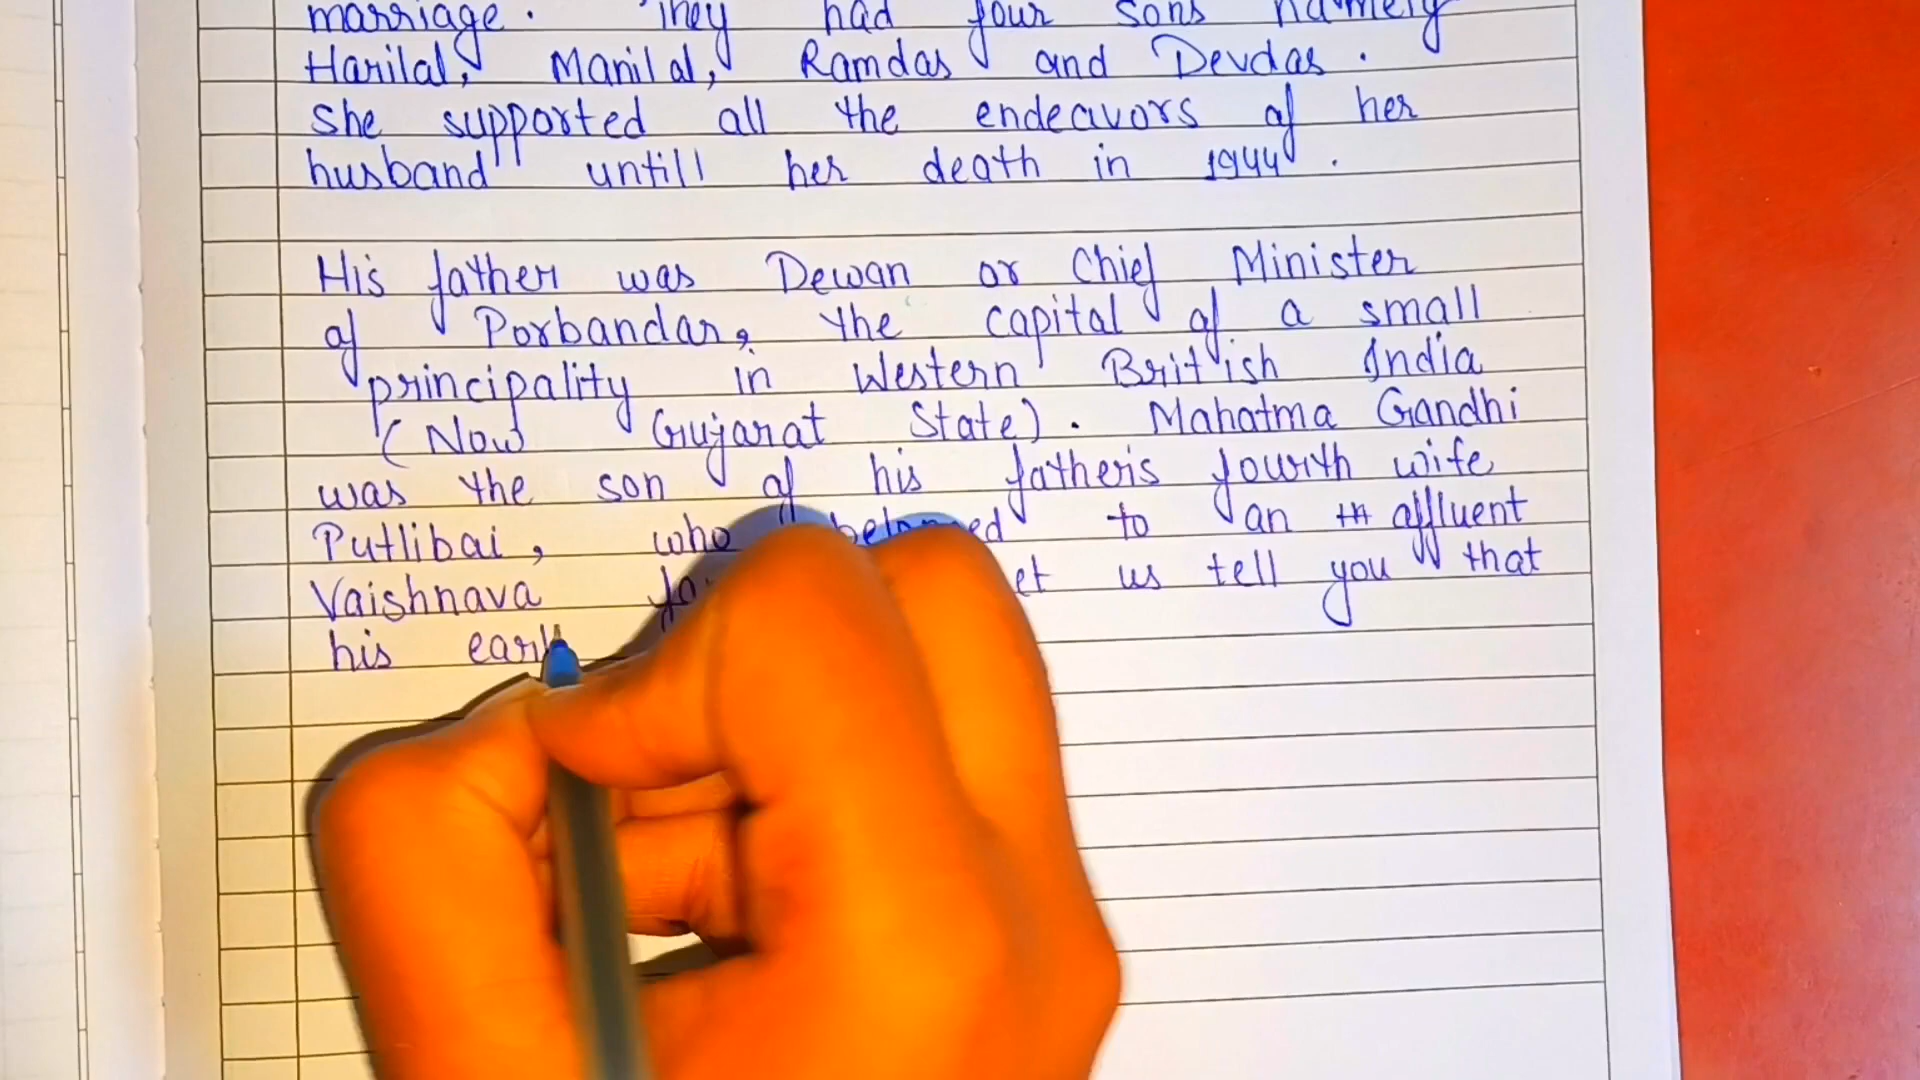 marriage. They had four sons namely
Harilal, Manilal, Ramdas and Devdas.
She supported all the endeavors of her
husband untill her death in 1944.
His father was Dewan or Chief Minister
of Porbandar, the capital of a small
principality in Western British India
(Now Gujarat State). Mahatma Gandhi
was the son of his father's fourth wife
Putlibai, who belonged to an affluent
Vaishnava us tell you that
his